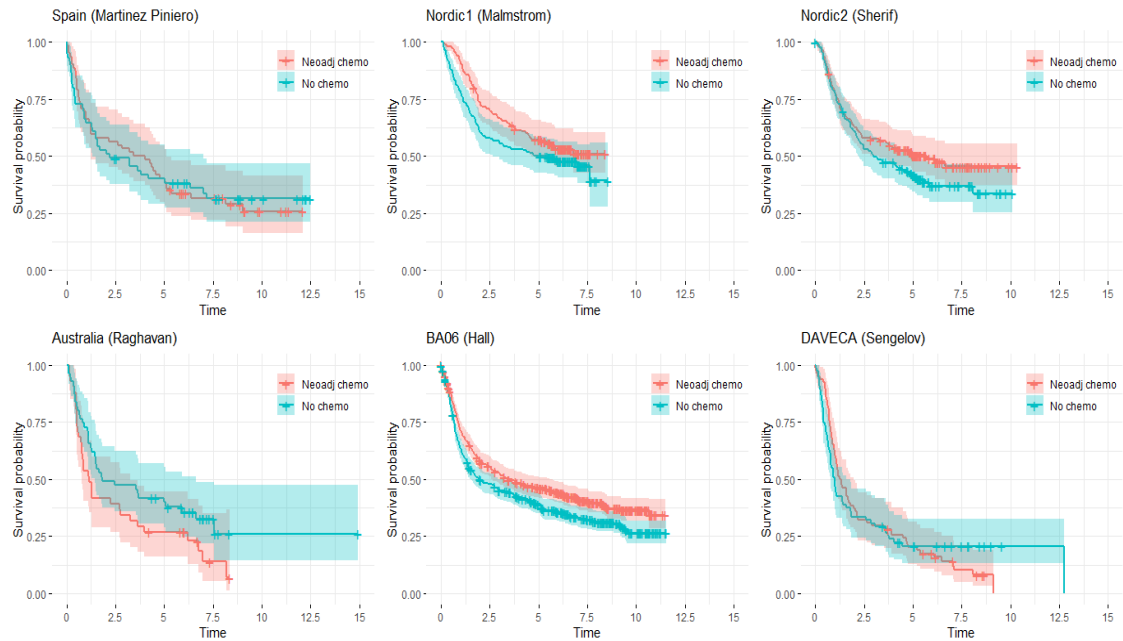 Spain (Martinez Piniero)
Survival probability
1.00
0.75
0.50
0.25
0.00
0 2.5 5 7.5 10 12.5 15
Time
Neoadj chemo
No chemo
Nordic1 (Malmstrom)
Survival probability
1.00
0.75
0.50
0.25
0.00
0 2.5 5 7.5 10 12.5 15
Time
Neoadj chemo
No chemo
Nordic2 (Sherif)
Survival probability
1.00
0.75
0.50
0.25
0.00
0 2.5 5 7.5 10 12.5 15
Time
Neoadj chemo
No chemo
Australia (Raghavan)
Survival probability
1.00
0.75
0.50
0.25
0.00
0 2.5 5 7.5 10 12.5 15
Time
Neoadj chemo
No chemo
BA06 (Hall)
Survival probability
1.00
0.75
0.50
0.25
0.00
0 2.5 5 7.5 10 12.5 15
Time
Neoadj chemo
No chemo
DAVECA (Sengelov)
Survival probability
1.00
0.75
0.50
0.25
0.00
0 2.5 5 7.5 10 12.5 15
Time
Neoadj chemo
No chemo